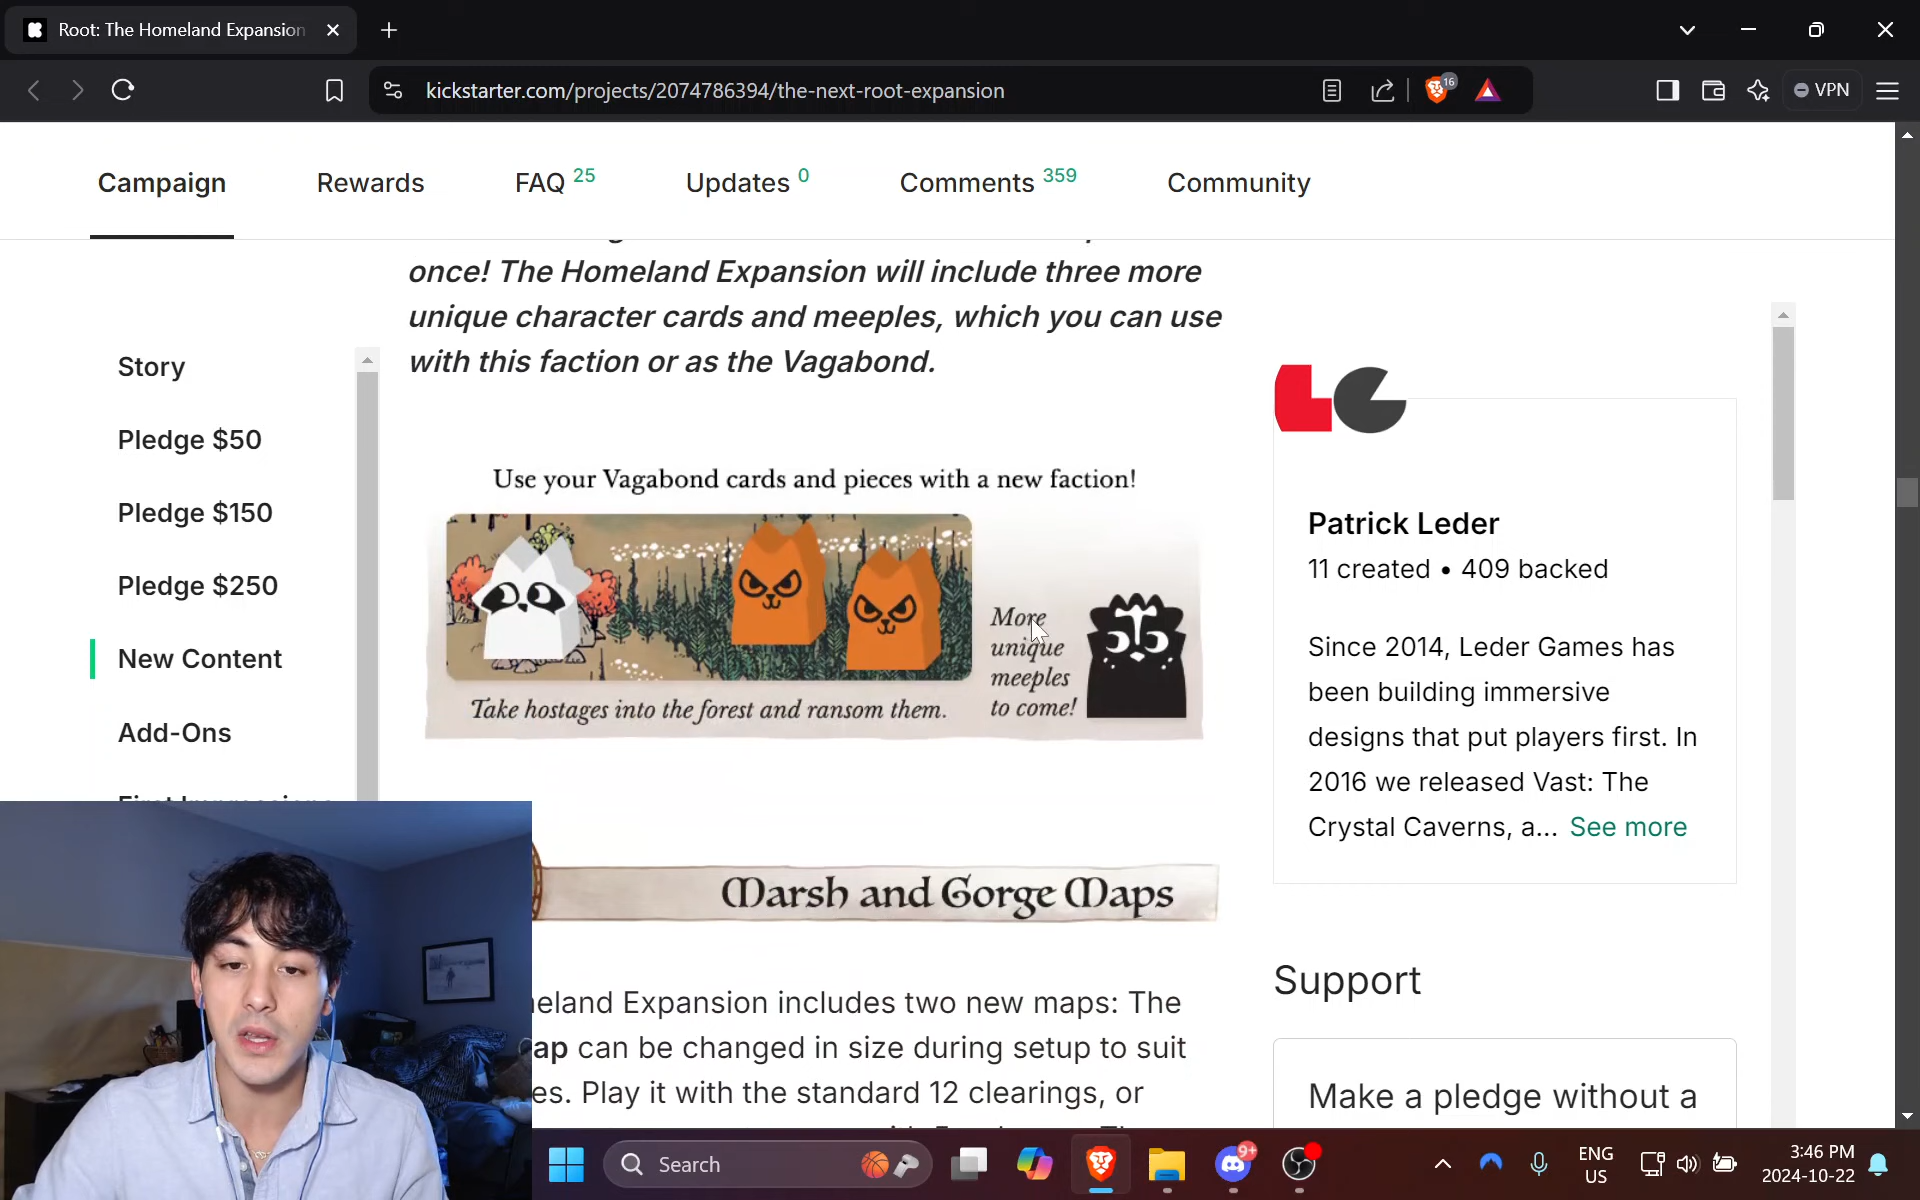 Root: The Homeland Expansion
kickstarter.com/projects/2074786394/the-next-root-expansion
16
VPN
Campaign
Rewards
FAQ 25
Updates 0
Comments 359
Community
once! The Homeland Expansion will include three more
unique character cards and meeples, which you can use
with this faction or as the Vagabond.
Story
Pledge $50
Pledge $150
Pledge $250
New Content
Add-Ons
Use your Vagabond cards and pieces with a new faction!
Take hostages into the forest and ransom them.
More
unique
meeples
to come!
Marsh and Gorge Maps
eland Expansion includes two new maps: The
ap can be changed in size during setup to suit
es. Play it with the standard 12 clearings, or
Patrick Leder
11 created • 409 backed
Since 2014, Leder Games has
been building immersive
designs that put players first. In
2016 we released Vast: The
Crystal Caverns, a... See more
Support
Make a pledge without a
Search
9+
ENG
US
3:46 PM
2024-10-22